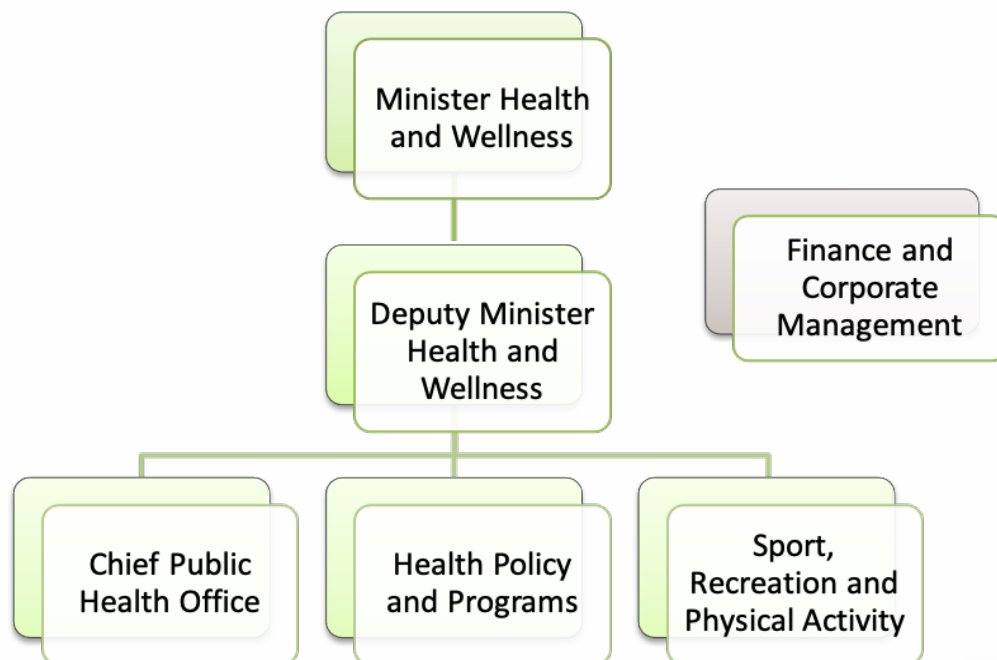 Minister Health
and Wellness
Finance and
Corporate
Management
Deputy Minister
Health and
Wellness
Chief Public
Health Office
Health Policy
and Programs
Sport,
Recreation and
Physical Activity